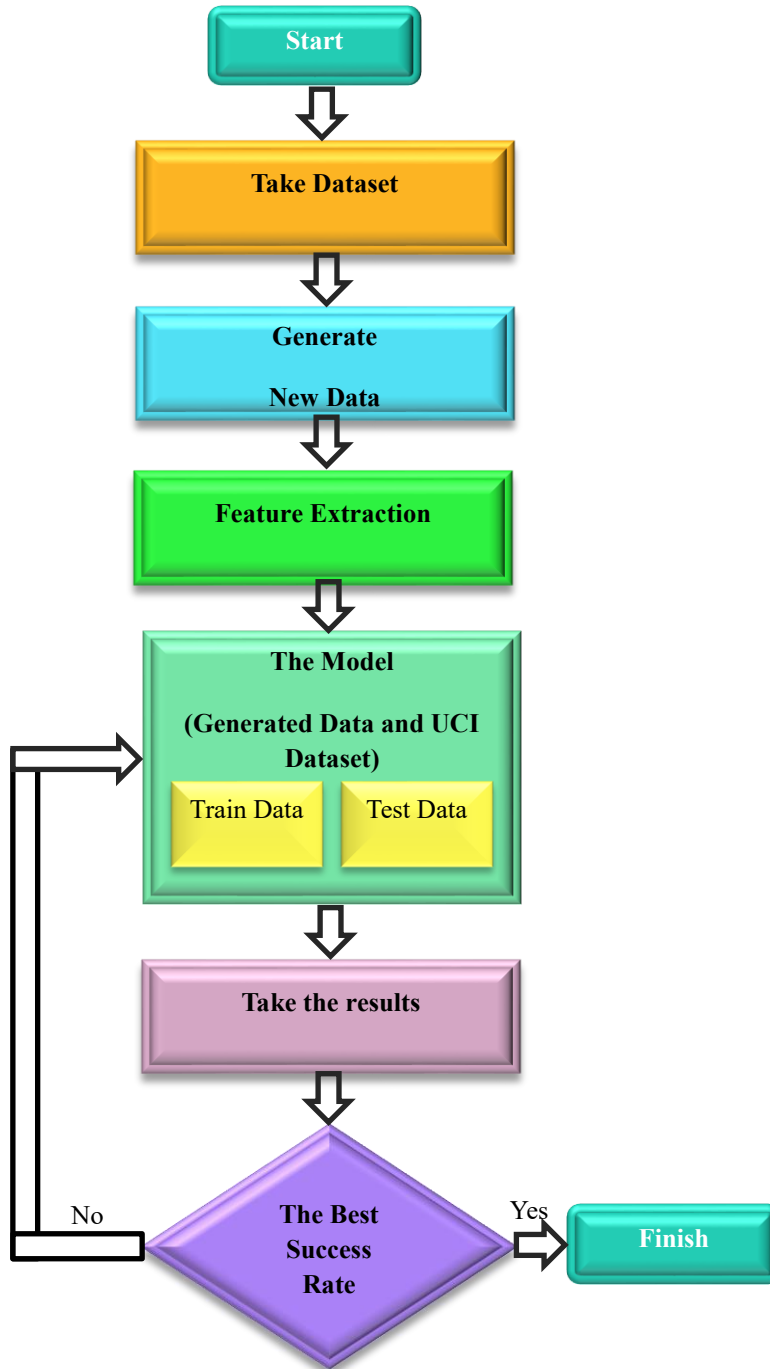 Start
Take Dataset
Generate
New Data
Feature Extraction
The Model
(Generated Data and UCI
Dataset)
Train Data
Test Data
Take the results
No
The Best
Success
Rate
Yes
Finish